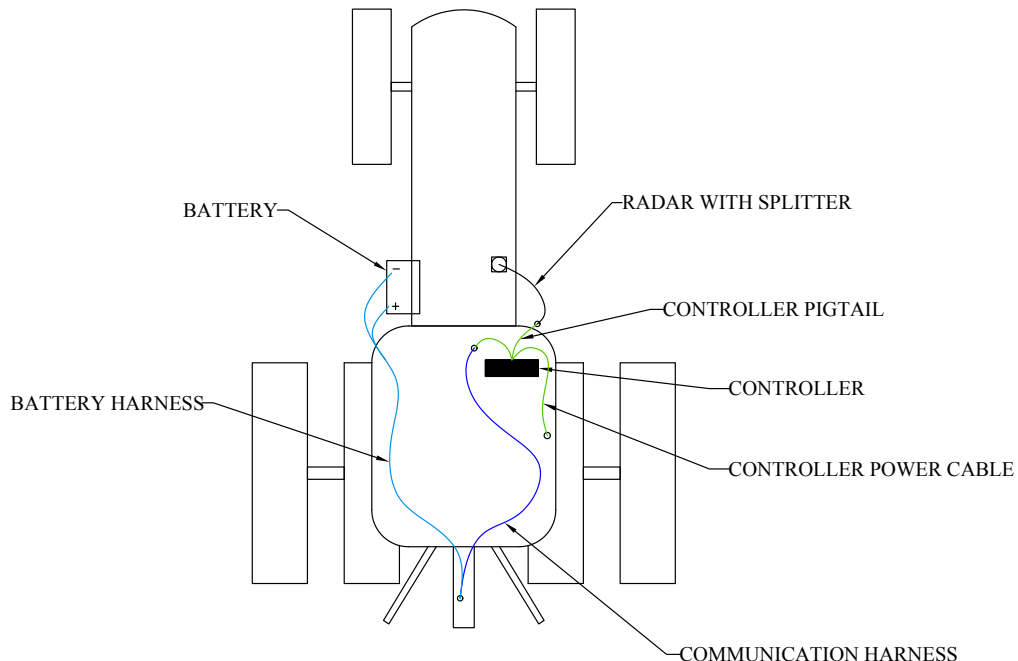 BATTERY
RADAR WITH SPLITTER
−
+
CONTROLLER PIGTAIL
CONTROLLER
BATTERY HARNESS
CONTROLLER POWER CABLE
COMMUNICATION HARNESS